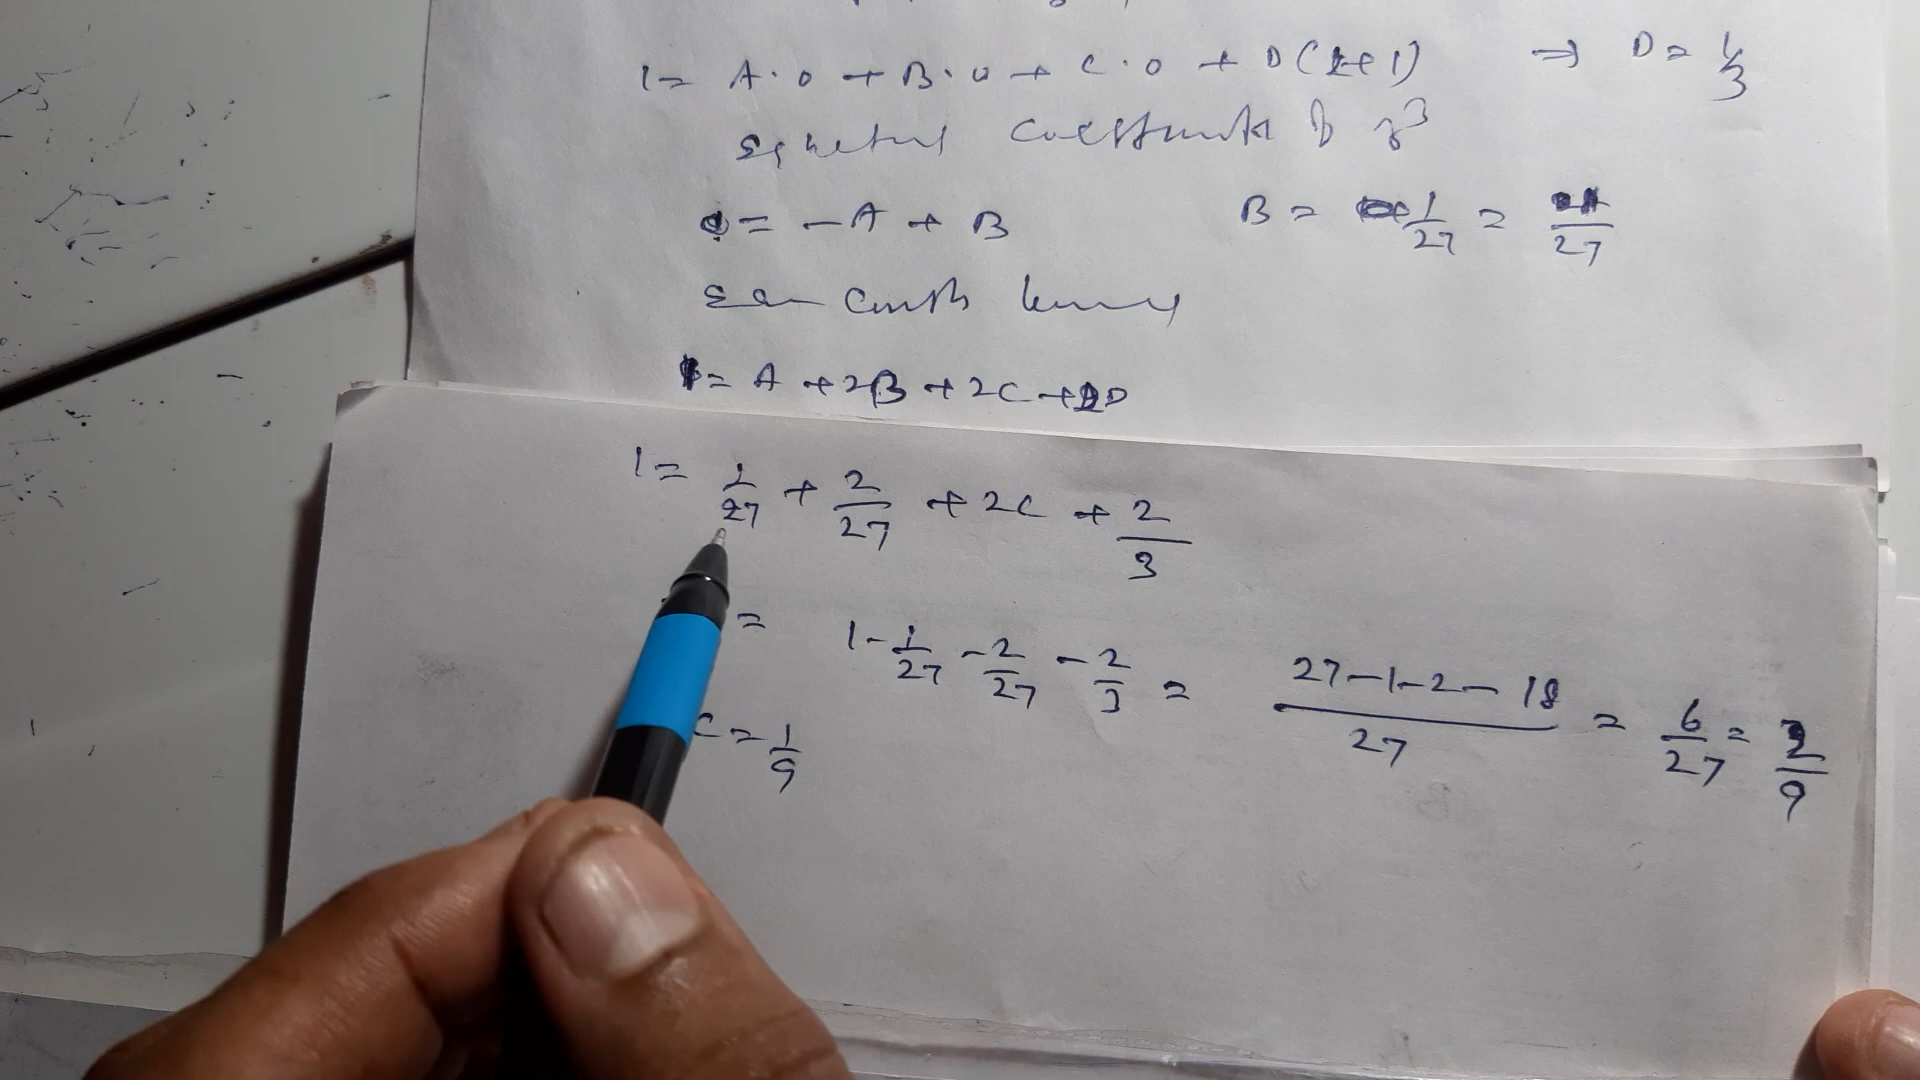 1 = A·0 + B·0 + C·0 + D(2+1) ⇒ D = 1/3
Equating coefficients of z³
0 = -A + B B = 1/27 = 1/27
1 = A + 2B + 2C + 2D
1 = 1/27 + 2/27 + 2C + 2/3
= 1 - 1/27 - 2/27 - 2/3 = (27-1-2-18)/27 = 6/27 = 2/9
C = 1/9